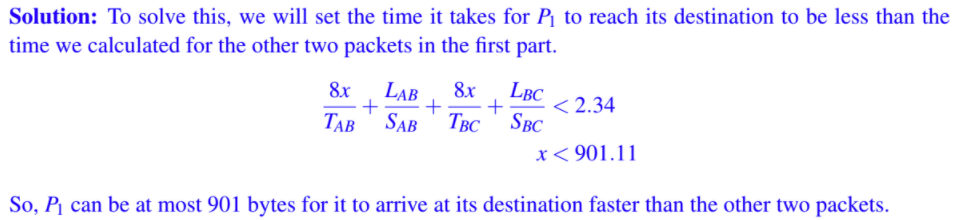 Solution: To solve this, we will set the time it takes for P₁ to reach its destination to be less than the
time we calculated for the other two packets in the first part.
8x/T_AB + L_AB/S_AB + 8x/T_BC + L_BC/S_BC < 2.34
x < 901.11
So, P₁ can be at most 901 bytes for it to arrive at its destination faster than the other two packets.